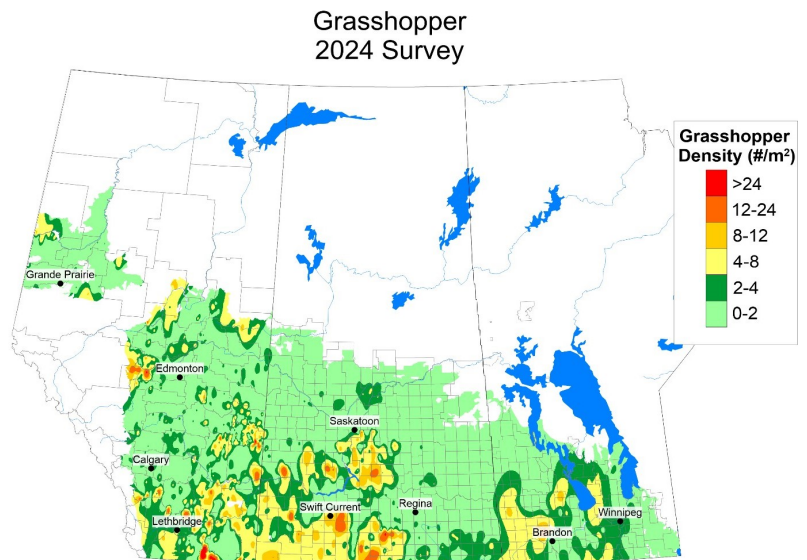 Grasshopper
2024 Survey
Grasshopper
Density (#/m²)
>24
12-24
8-12
4-8
2-4
0-2
Grande Prairie
Edmonton
Saskatoon
Calgary
Swift Current
Regina
Lethbridge
Winnipeg
Brandon